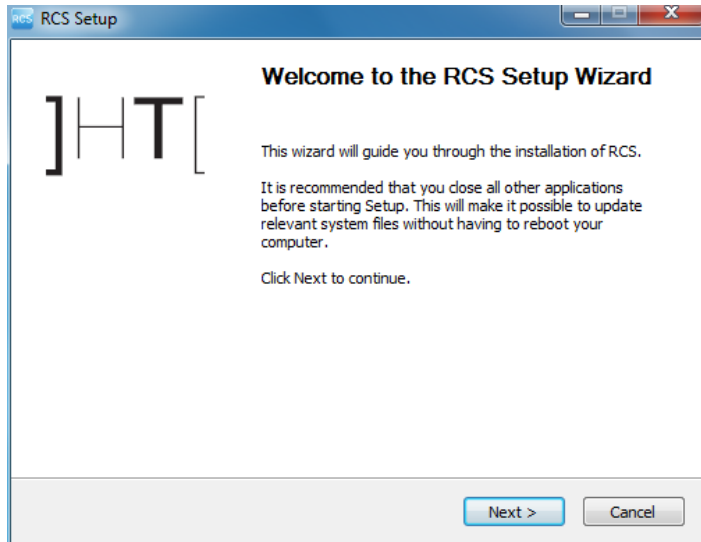 RCS RCS Setup
Welcome to the RCS Setup Wizard
]HT[
This wizard will guide you through the installation of RCS.
It is recommended that you close all other applications
before starting Setup. This will make it possible to update
relevant system files without having to reboot your
computer.
Click Next to continue.
Next >
Cancel